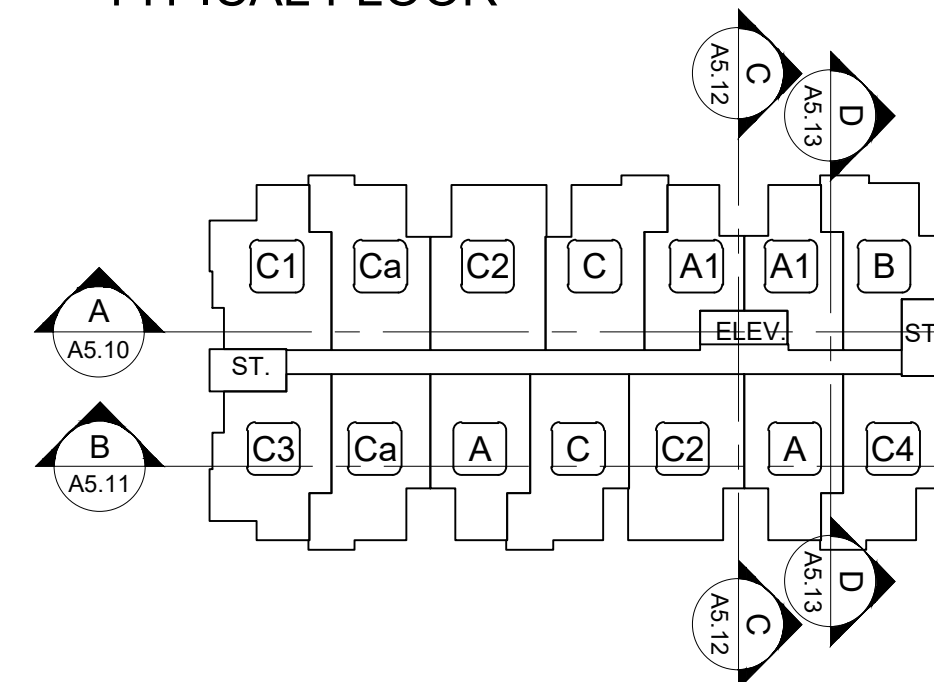 TYPICAL FLOOR
C
A5.12
D
A5.13
C1
Ca
C2
C
A1
A1
B
A
A5.10
ELEV.
ST
ST.
B
A5.11
C3
Ca
A
C
C2
A
C4
D
A5.13
C
A5.12